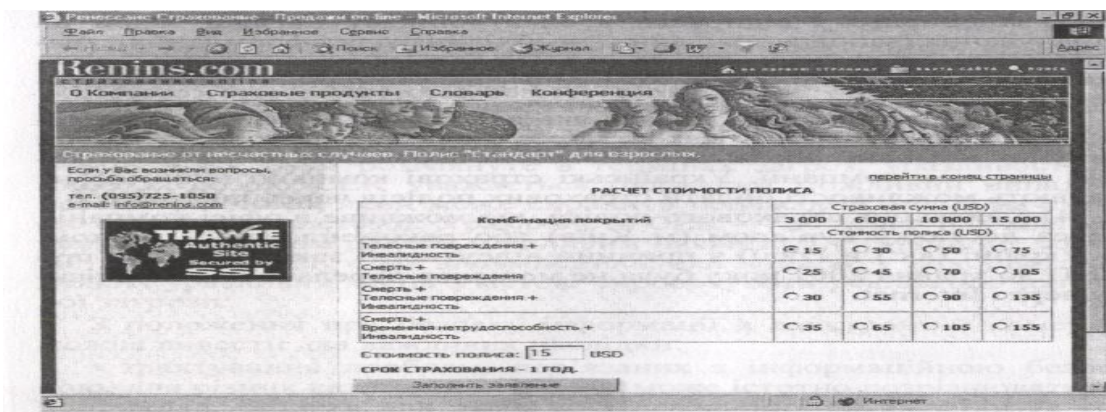 Ренессанс Страхование - Продажи on-line - Microsoft Internet Explorer
Файл Правка Вид Избранное Сервис Справка
Поиск Избранное Журнал
Адрес
Renins.com
страхование онлайн
О Компании Страховые продукты Словарь Конференция
Страхование от несчастных случаев. Полис "Стандарт" для взрослых.
Если у Вас возникли вопросы,
просьба обращаться:
тел. (095)725-1050
e-mail: info@renins.com
THAWTE
Authentic
Site
Secured by
SSL
перейти в конец страницы
РАСЧЕТ СТОИМОСТИ ПОЛИСА
Комбинация покрытий
Страховая сумма (USD)
3 000 6 000 10 000 15 000
Стоимость полиса (USD)
Телесные повреждения +
Инвалидность
15 30 50 75
Смерть +
Телесные повреждения
25 45 70 105
Смерть +
Телесные повреждения +
Инвалидность
30 55 90 135
Смерть +
Временная нетрудоспособность +
Инвалидность
35 65 105 155
Стоимость полиса: 15 USD
СРОК СТРАХОВАНИЯ - 1 ГОД.
Заполнить заявление
Интернет